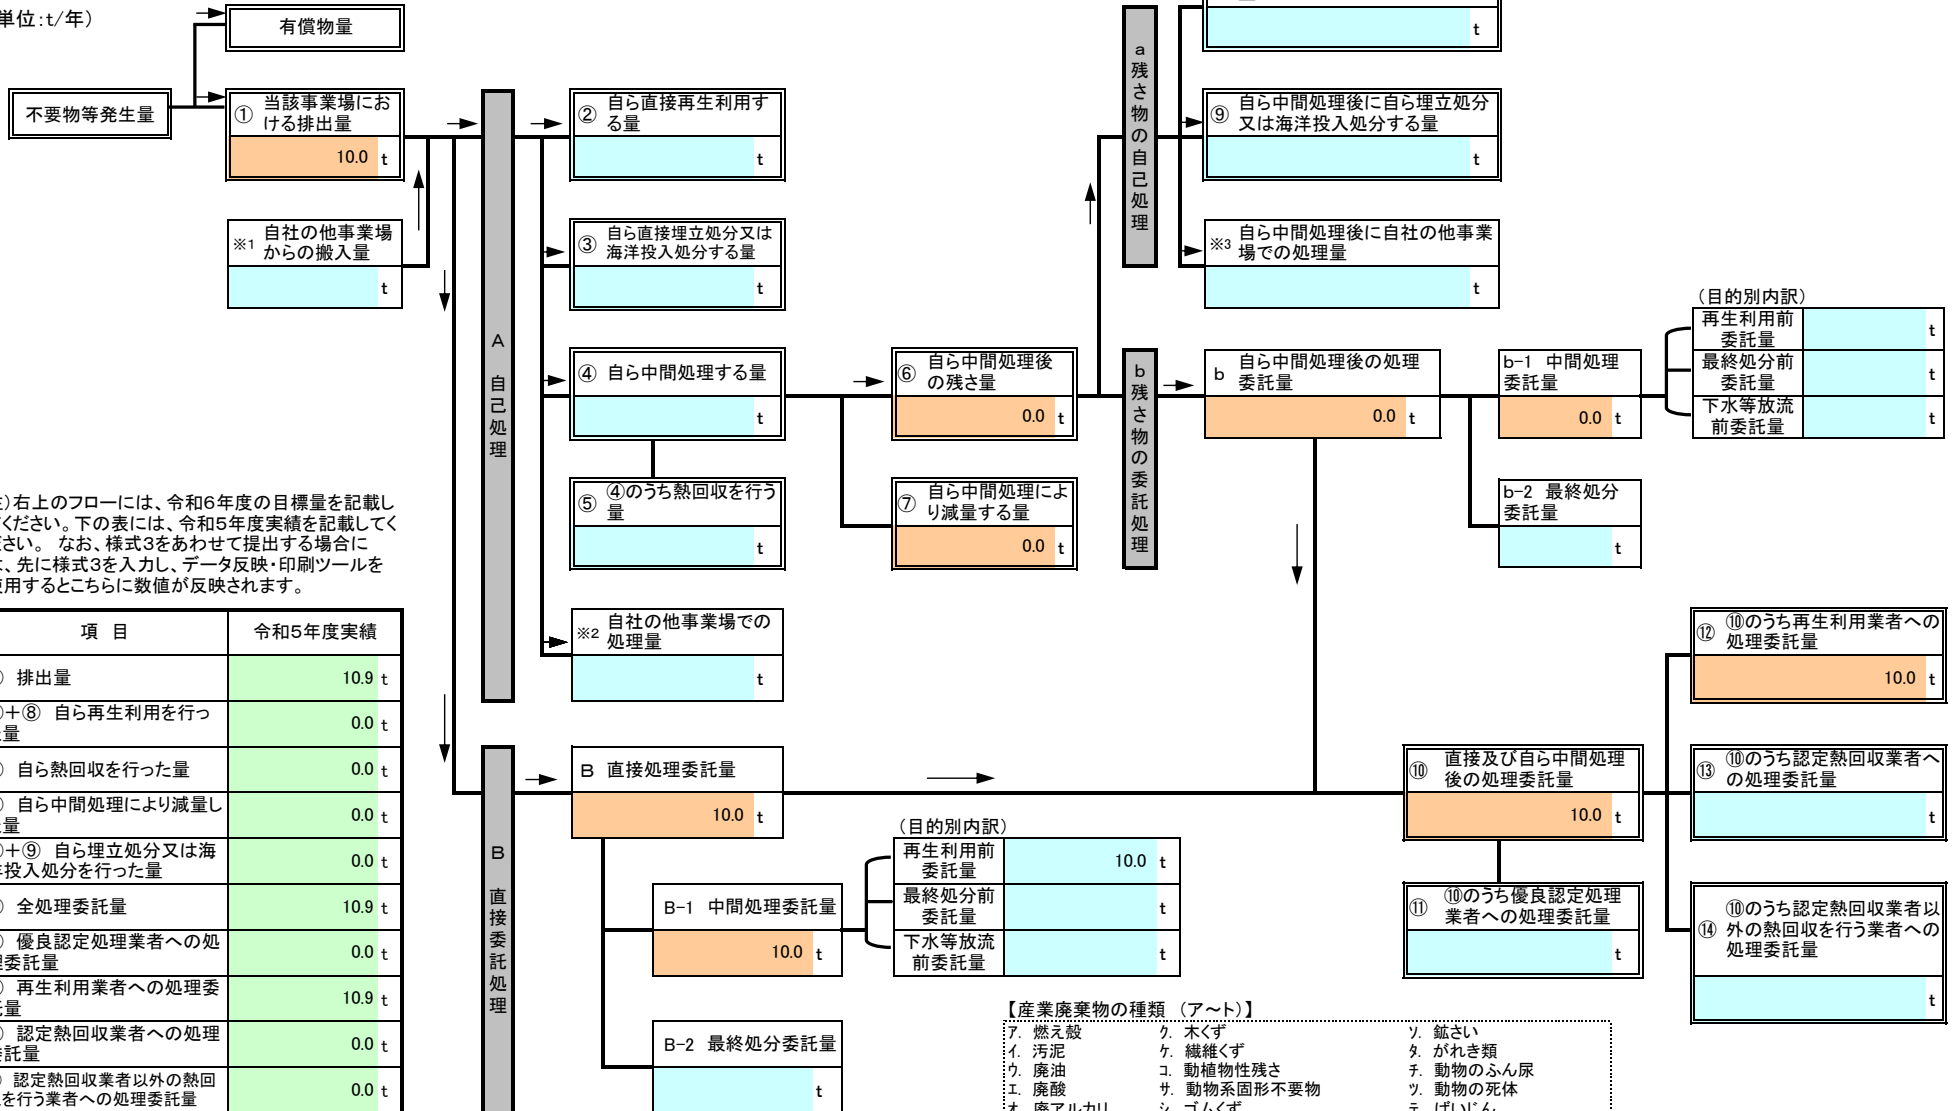 単位：t/年）
有償物量
t
不要物等発生量
① 当該事業場にお
ける排出量
10.0 t
※1 自社の他事業場
からの搬入量
t
A 自己処理
② 自ら直接再生利用す
る量
t
③ 自ら直接埋立処分又は
海洋投入処分する量
t
④ 自ら中間処理する量
t
⑤ ④のうち熱回収を行う
量
t
※2 自社の他事業場での
処理量
t
⑥ 自ら中間処理後
の残さ量
0.0 t
⑦ 自ら中間処理によ
り減量する量
0.0 t
a 残さ物の自己処理
⑨ 自ら中間処理後に自ら埋立処分
又は海洋投入処分する量
t
※3 自ら中間処理後に自社の他事業
場での処理量
t
b 残さ物の委託処理
b 自ら中間処理後の処理
委託量
0.0 t
b-1 中間処理
委託量
0.0 t
b-2 最終処分
委託量
t
（目的別内訳）
再生利用前
委託量
t
最終処分前
委託量
t
下水等放流
前委託量
t
）右上のフローには、令和６年度の目標量を記載し
ください。下の表には、令和５年度実績を記載してく
さい。 なお、様式３をあわせて提出する場合に
、先に様式３を入力し、データ反映・印刷ツールを
使用するとこちらに数値が反映されます。
項 目 令和５年度実績
排出量 10.9 t
＋⑧ 自ら再生利用を行っ
量 0.0 t
自ら熱回収を行った量 0.0 t
自ら中間処理により減量し
量 0.0 t
＋⑨ 自ら埋立処分又は海
投入処分を行った量 0.0 t
全処理委託量 10.9 t
優良認定処理業者への処
理委託量 0.0 t
再生利用業者への処理委
託量 10.9 t
認定熱回収業者への処理
委託量 0.0 t
認定熱回収業者以外の熱回
を行う業者への処理委託量 0.0 t
B 直接委託処理
B 直接処理委託量
10.0 t
B-1 中間処理委託量
10.0 t
B-2 最終処分委託量
t
（目的別内訳）
再生利用前
委託量
10.0 t
最終処分前
委託量
t
下水等放流
前委託量
t
⑩ 直接及び自ら中間処理
後の処理委託量
10.0 t
⑪ ⑩のうち優良認定処理
業者への処理委託量
t
⑫ ⑩のうち再生利用業者への
処理委託量
10.0 t
⑬ ⑩のうち認定熱回収業者へ
の処理委託量
t
⑭ ⑩のうち認定熱回収業者以
外の熱回収を行う業者への
処理委託量
t
【産業廃棄物の種類 （ア～ト）】
ア. 燃え殻 ク. 木くず ソ. 鉱さい
イ. 汚泥 ケ. 繊維くず タ. がれき類
ウ. 廃油 コ. 動植物性残さ チ. 動物のふん尿
エ. 廃酸 サ. 動物系固形不要物 ツ. 動物の死体
オ. 廃アルカリ シ. ゴムくず テ. ばいじん